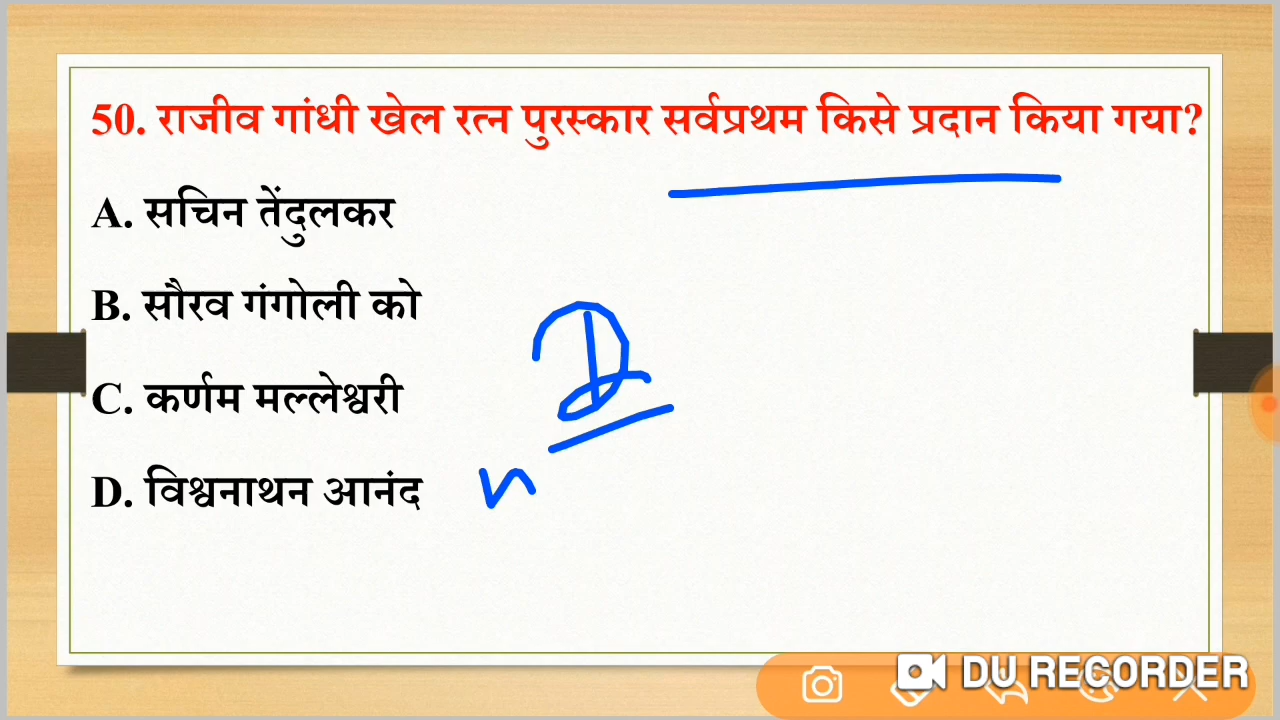 50. राजीव गांधी खेल रत्न पुरस्कार सर्वप्रथम किसे प्रदान किया गया?
A. सचिन तेंदुलकर
B. सौरव गंगोली को
C. कर्णम मल्लेश्वरी
D
D. विश्वनाथन आनंद
DU RECORDER